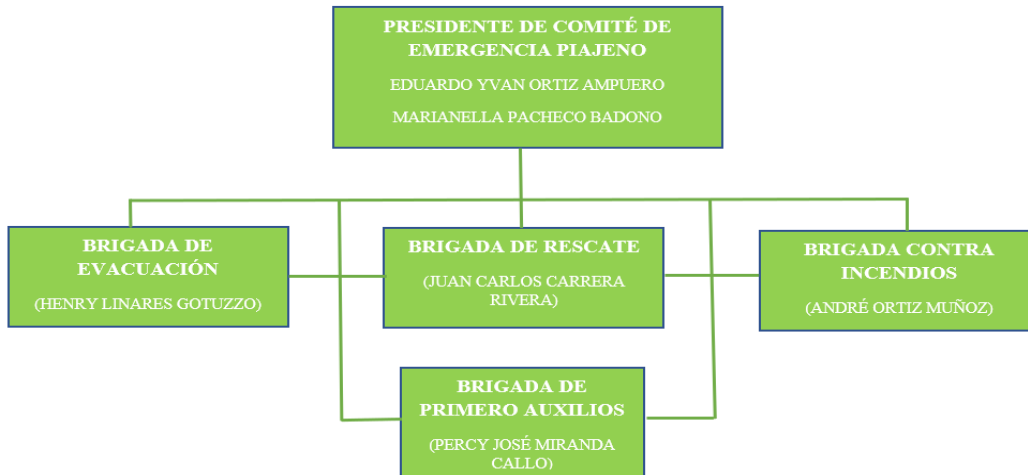 PRESIDENTE DE COMITÉ DE
EMERGENCIA PIAJENO
EDUARDO YVAN ORTIZ AMPUERO
MARIANELLA PACHECO BADONO
BRIGADA DE
EVACUACIÓN
(HENRY LINARES GOTUZZO)
BRIGADA DE RESCATE
(JUAN CARLOS CARRERA
RIVERA)
BRIGADA CONTRA
INCENDIOS
(ANDRÉ ORTIZ MUÑOZ)
BRIGADA DE
PRIMERO AUXILIOS
(PERCY JOSÉ MIRANDA
CALLO)